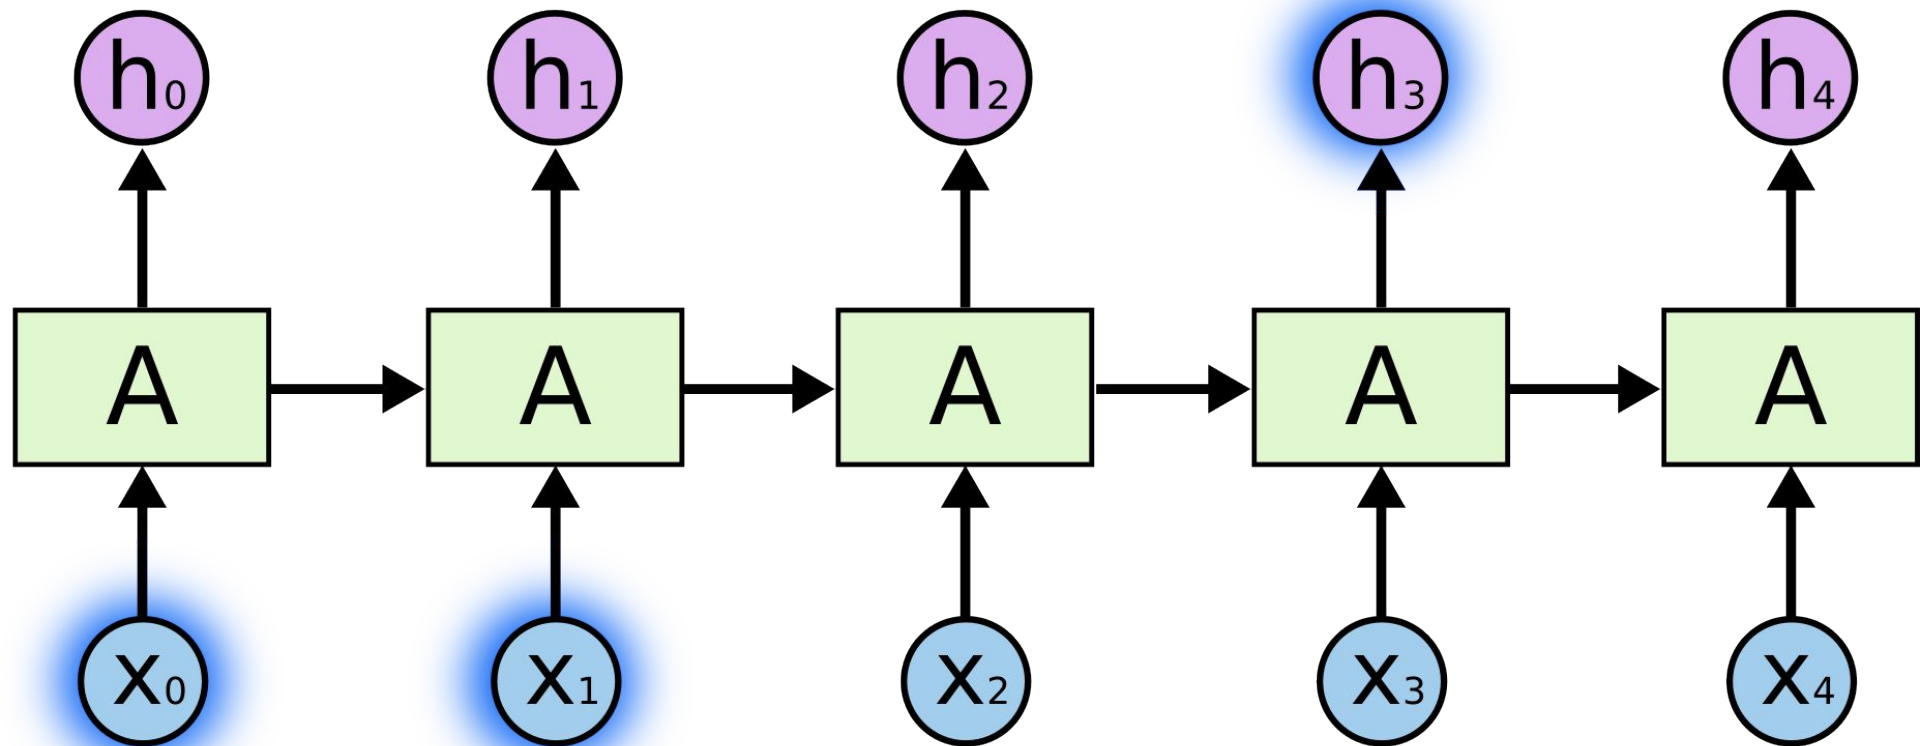 h₀ h₁ h₂ h₃ h₄
A A A A A
x₀ x₁ x₂ x₃ x₄